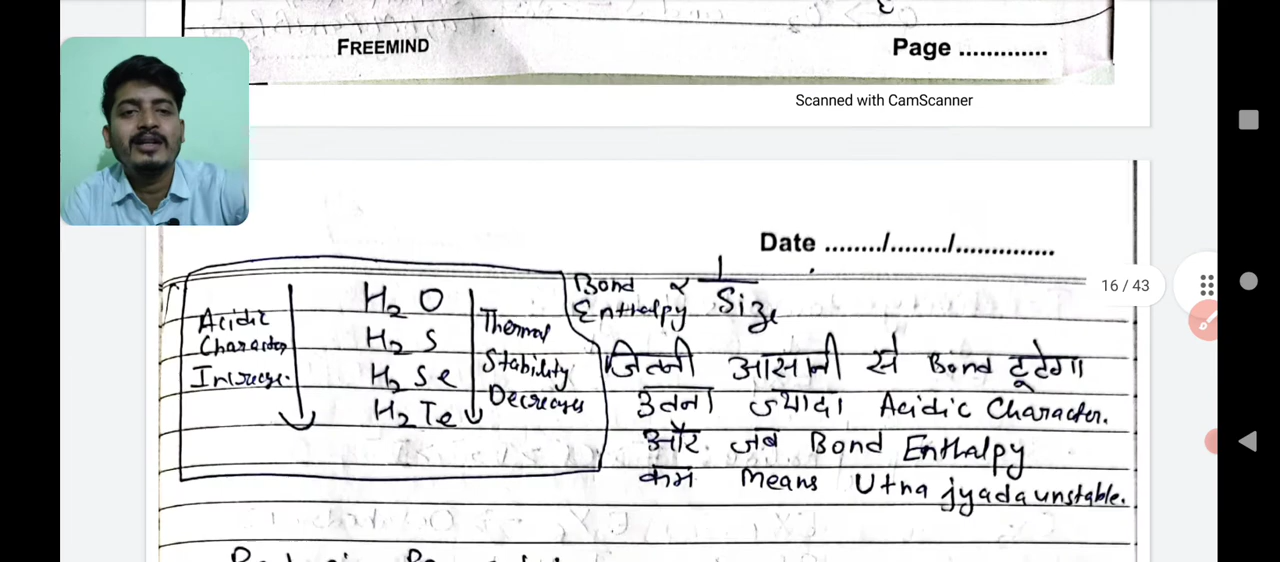 FREEMIND
Page .............
Scanned with CamScanner
Date ......../......../..............
16 / 43
Acidic
Character
Increase.
H₂O
H₂S
H₂Se
H₂Te
Thermal
Stability
Decreases
Bond Enthalpy ∝ 1/Size
जितनी आसानी से Bond टूटेगा
उतना ज्यादा Acidic Character.
और जब Bond Enthalpy
कम means Utna jyada unstable.